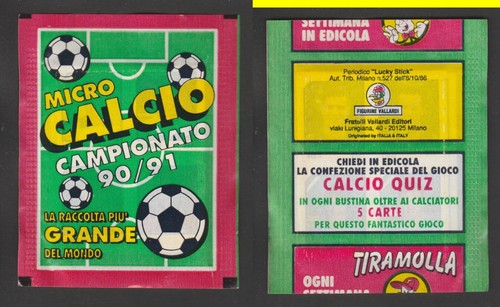 MICRO
CALCIO
CAMPIONATO
90/91
LA RACCOLTA PIU'
GRANDE
DEL MONDO
SETTIMANA
IN EDICOLA
Periodico "Lucky Stick"
Aut. Trib. Milano n.527 dell'8/10/86
FIGURINE VALLARDI
Fratelli Vallardi Editori
viale Lunigiana, 40 - 20125 Milano
Originated by ITALIA & ITALY
CHIEDI IN EDICOLA
LA CONFEZIONE SPECIALE DEL GIOCO
CALCIO QUIZ
IN OGNI BUSTINA OLTRE AI CALCIATORI
5 CARTE
PER QUESTO FANTASTICO GIOCO
TIRAMOLLA
OGNI
SETTIMANA